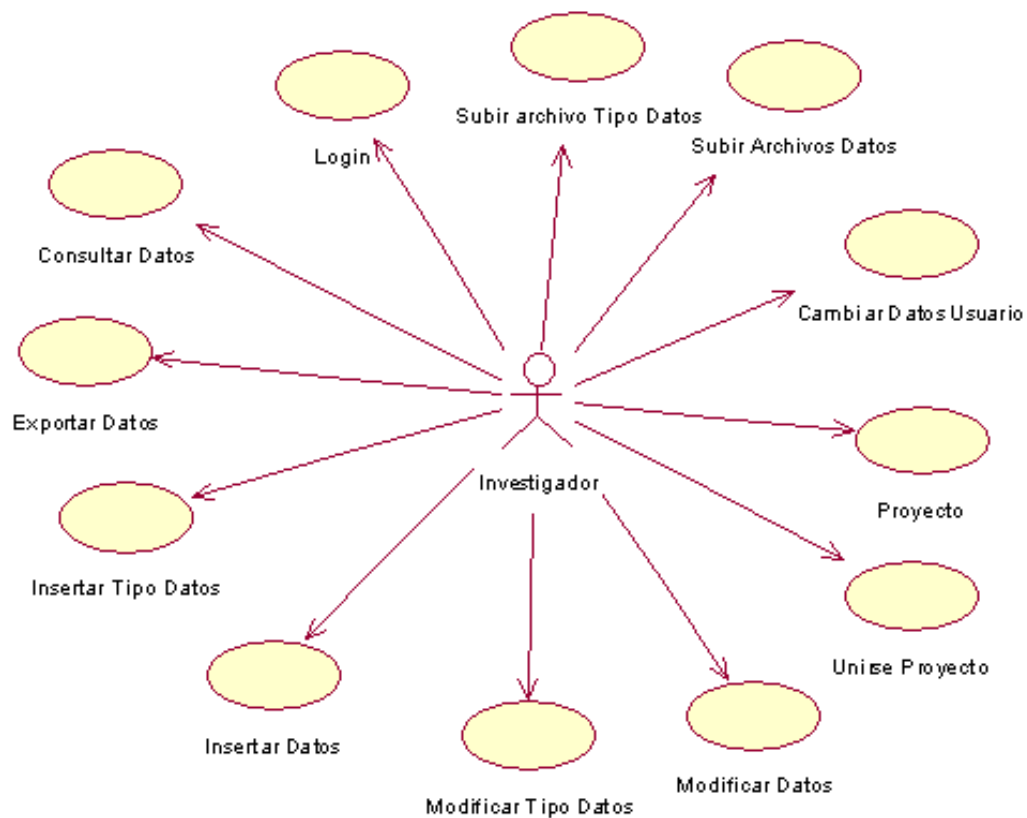 Subir archivo Tipo Datos
Subir Archivos Datos
Login
Consultar Datos
Cambiar Datos Usuario
Exportar Datos
Investigador
Proyecto
Insertar Tipo Datos
Unirse Proyecto
Insertar Datos
Modificar Datos
Modificar Tipo Datos